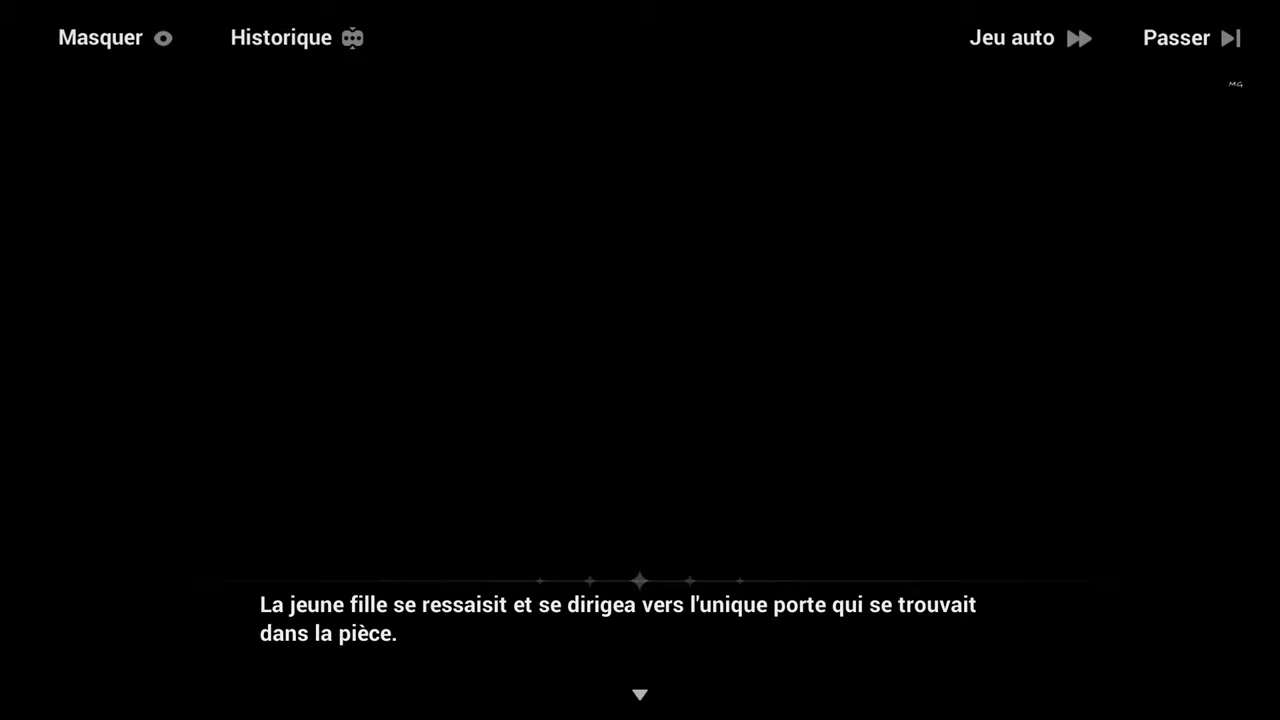 Masquer Historique Jeu auto Passer
MG
La jeune fille se ressaisit et se dirigea vers l'unique porte qui se trouvait
dans la pièce.